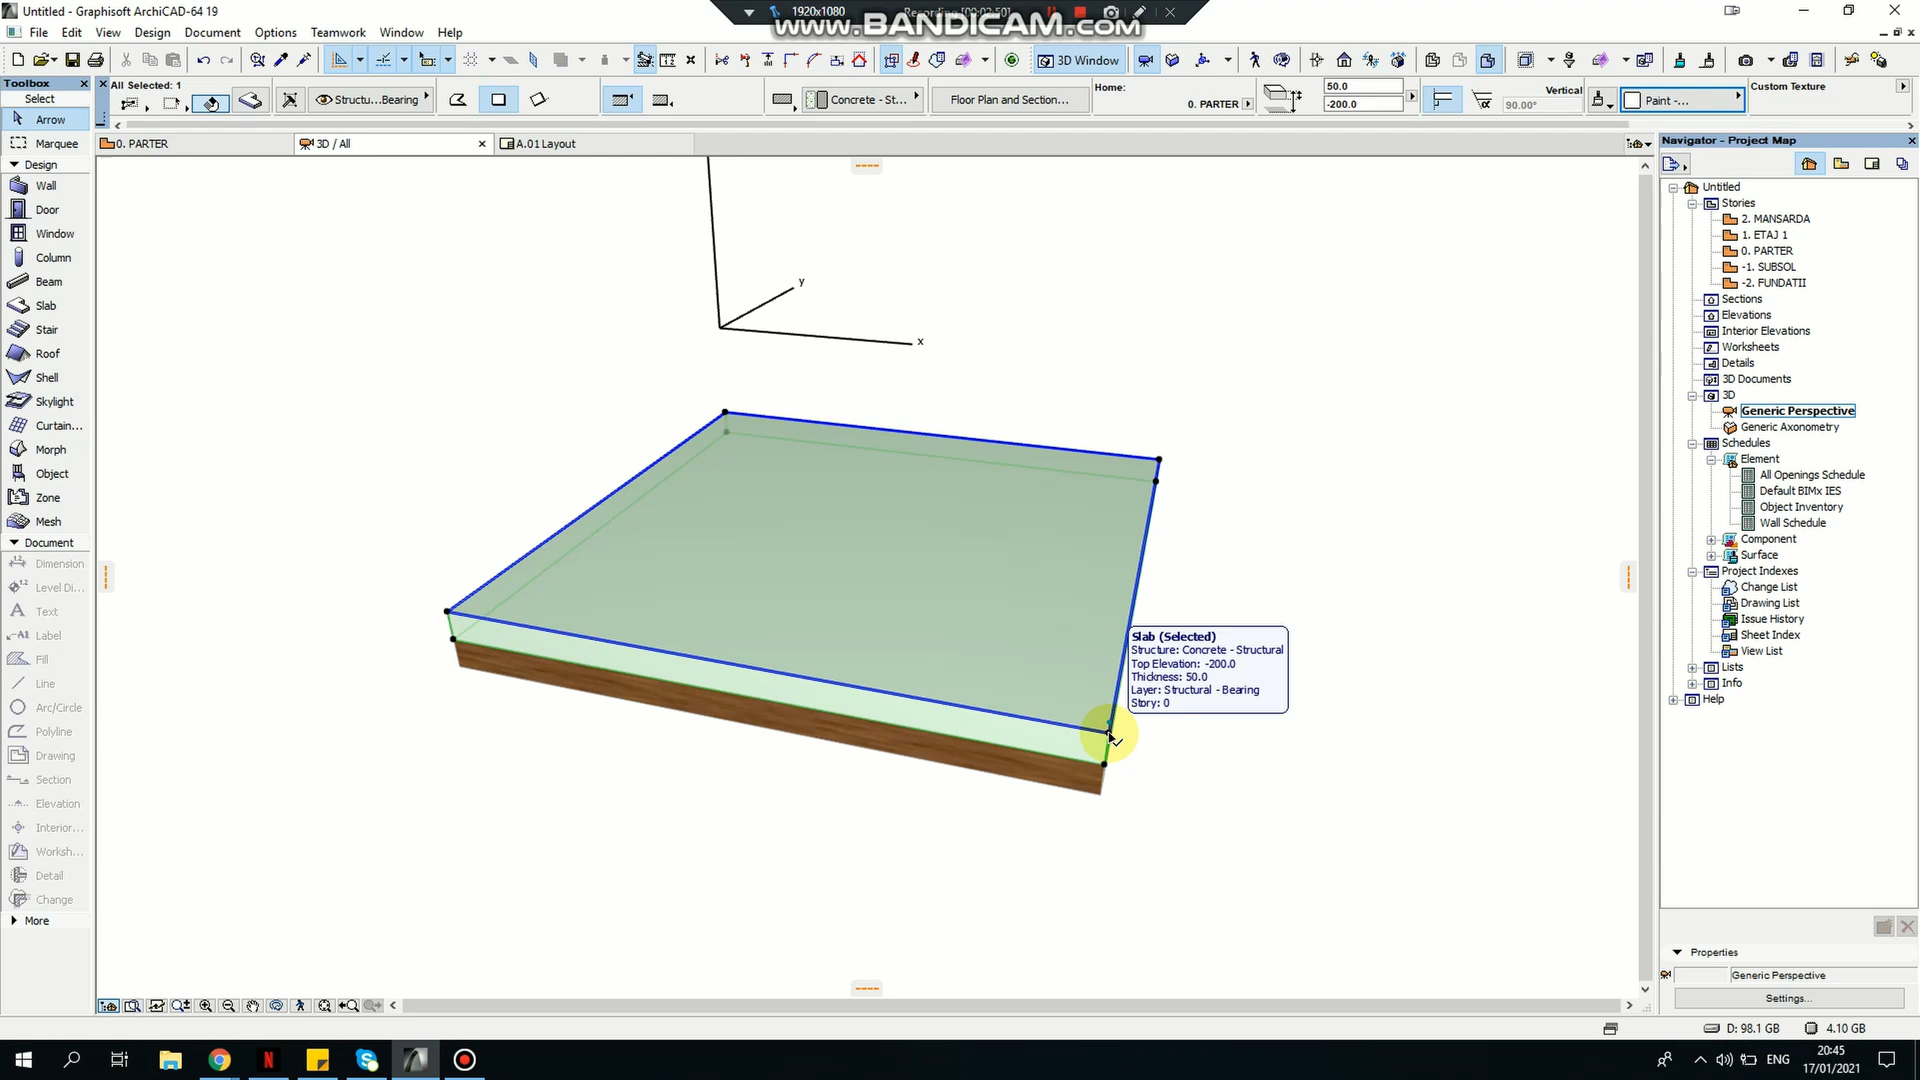 Untitled - Graphisoft ArchiCAD-64 19
1920x1080
Recording [00:02:50]
www.BANDICAM.com
File Edit View Design Document Options Teamwork Window Help
3D Window
Toolbox
Select
Arrow
Marquee
Design
Wall
Door
Window
Column
Beam
Slab
Stair
Roof
Shell
Skylight
Curtain...
Morph
Object
Zone
Mesh
Document
Dimension
Level Di...
Text
Label
Fill
Line
Arc/Circle
Polyline
Drawing
Section
Elevation
Interior...
Worksh...
Detail
Change
More
All Selected: 1
Structu...Bearing
Concrete - St...
Floor Plan and Section...
Home:
0. PARTER
50.0
-200.0
Vertical
90.00°
Paint -...
Custom Texture
0. PARTER
3D / All
A.01 Layout
y
x
Slab (Selected)
Structure: Concrete - Structural
Top Elevation: -200.0
Thickness: 50.0
Layer: Structural - Bearing
Story: 0
Navigator - Project Map
Untitled
Stories
2. MANSARDA
1. ETAJ 1
0. PARTER
-1. SUBSOL
-2. FUNDATII
Sections
Elevations
Interior Elevations
Worksheets
Details
3D Documents
3D
Generic Perspective
Generic Axonometry
Schedules
Element
All Openings Schedule
Default BIMx IES
Object Inventory
Wall Schedule
Component
Surface
Project Indexes
Change List
Drawing List
Issue History
Sheet Index
View List
Lists
Info
Help
Properties
Generic Perspective
Settings...
D: 98.1 GB
4.10 GB
ENG
20:45
17/01/2021